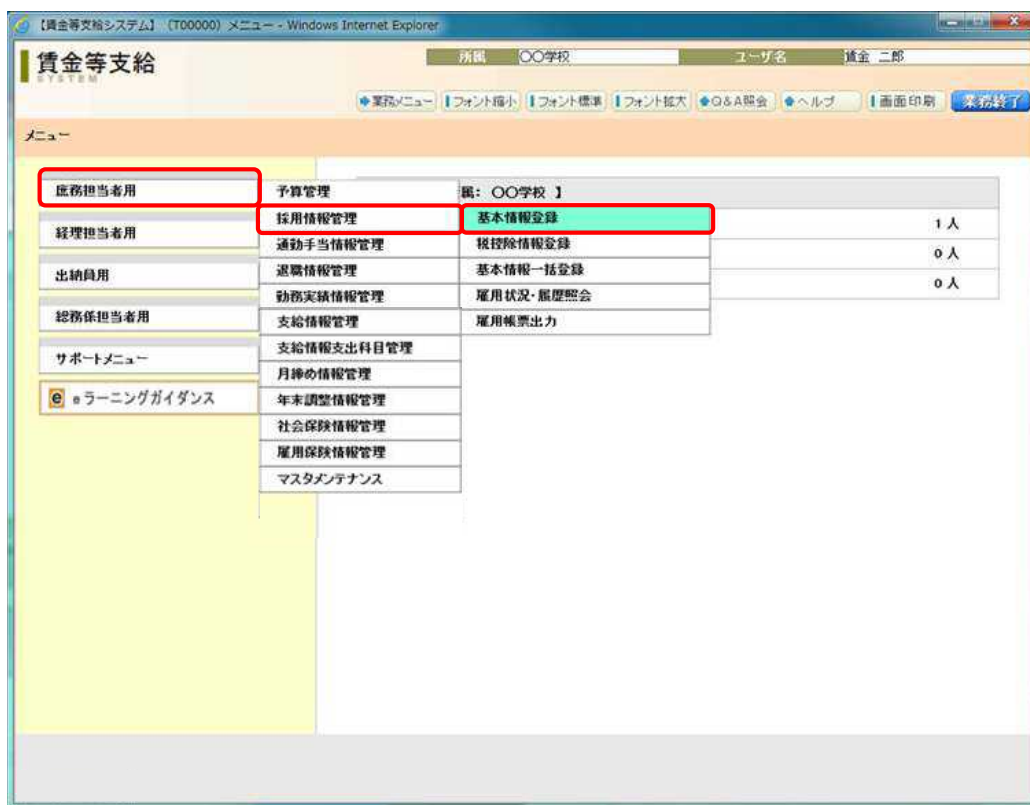 【賃金等支給システム】 (T00000) メニュー - Windows Internet Explorer
賃金等支給
SYSTEM
所属 〇〇学校 ユーザ名 賃金 二郎
業務メニュー フォント縮小 フォント標準 フォント拡大 Q&A照会 ヘルプ 画面印刷 業務終了
メニュー
庶務担当者用
経理担当者用
出納員用
総務係担当者用
サポートメニュー
e eラーニングガイダンス
予算管理
採用情報管理
通勤手当情報管理
退職情報管理
勤務実績情報管理
支給情報管理
支給情報支出科目管理
月締め情報管理
年末調整情報管理
社会保険情報管理
雇用保険情報管理
マスタメンテナンス
属: 〇〇学校 】
基本情報登録
税控除情報登録
基本情報一括登録
雇用状況・履歴照会
雇用帳票出力
1人
0人
0人